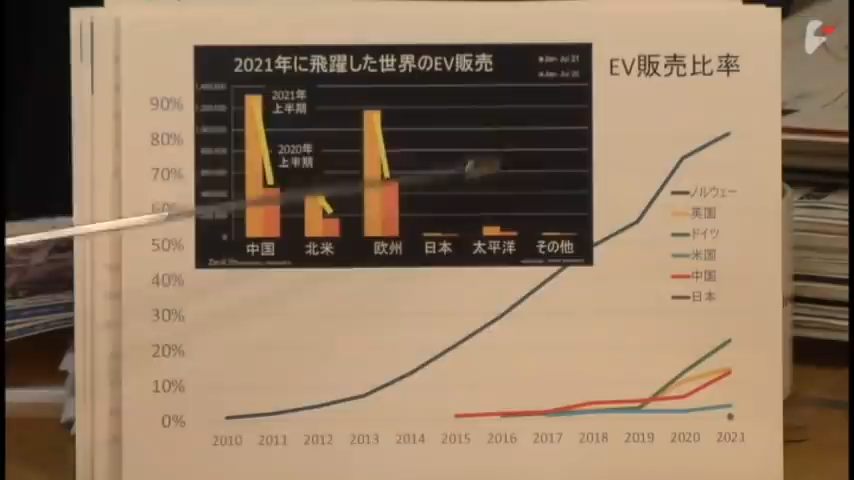 EV販売比率
2021年に飛躍した世界のEV販売
2021年
上半期
2020年
上半期
中国 北米 欧州 日本 太平洋 その他
90%
80%
70%
50%
40%
30%
20%
10%
0%
ノルウェー
英国
ドイツ
米国
中国
日本
2010 2011 2012 2013 2014 2015 2016 2017 2018 2019 2020 2021